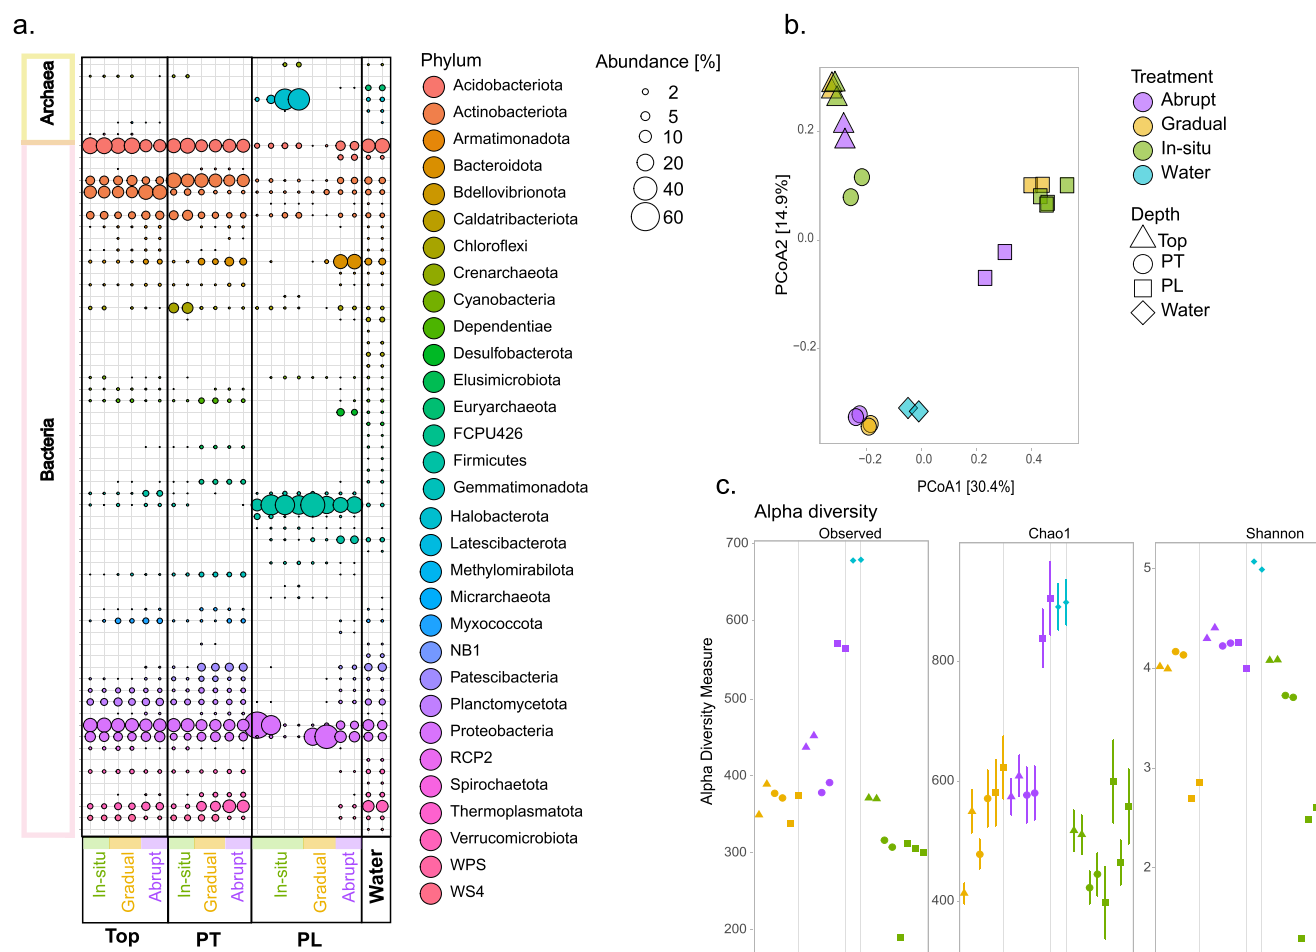 a.
Archaea
Bacteria
In-situ
Gradual
Abrupt
In-situ
Gradual
Abrupt
In-situ
Gradual
Abrupt
Water
Top
PT
PL
Phylum
Acidobacteriota
Actinobacteriota
Armatimonadota
Bacteroidota
Bdellovibrionota
Caldatribacteriota
Chloroflexi
Crenarchaeota
Cyanobacteria
Dependentiae
Desulfobacterota
Elusimicrobiota
Euryarchaeota
FCPU426
Firmicutes
Gemmatimonadota
Halobacterota
Latescibacterota
Methylomirabilota
Micrarchaeota
Myxococcota
NB1
Patescibacteria
Planctomycetota
Proteobacteria
RCP2
Spirochaetota
Thermoplasmatota
Verrucomicrobiota
WPS
WS4
Abundance [%]
2
5
10
20
40
60
b.
PCoA2 [14.9%]
0.2
0.0
−0.2
−0.2
0.0
0.2
0.4
PCoA1 [30.4%]
Treatment
Abrupt
Gradual
In-situ
Water
Depth
Top
PT
PL
Water
c.
Alpha diversity
Alpha Diversity Measure
Observed
700
600
500
400
300
200
Chao1
800
600
400
Shannon
5
4
3
2